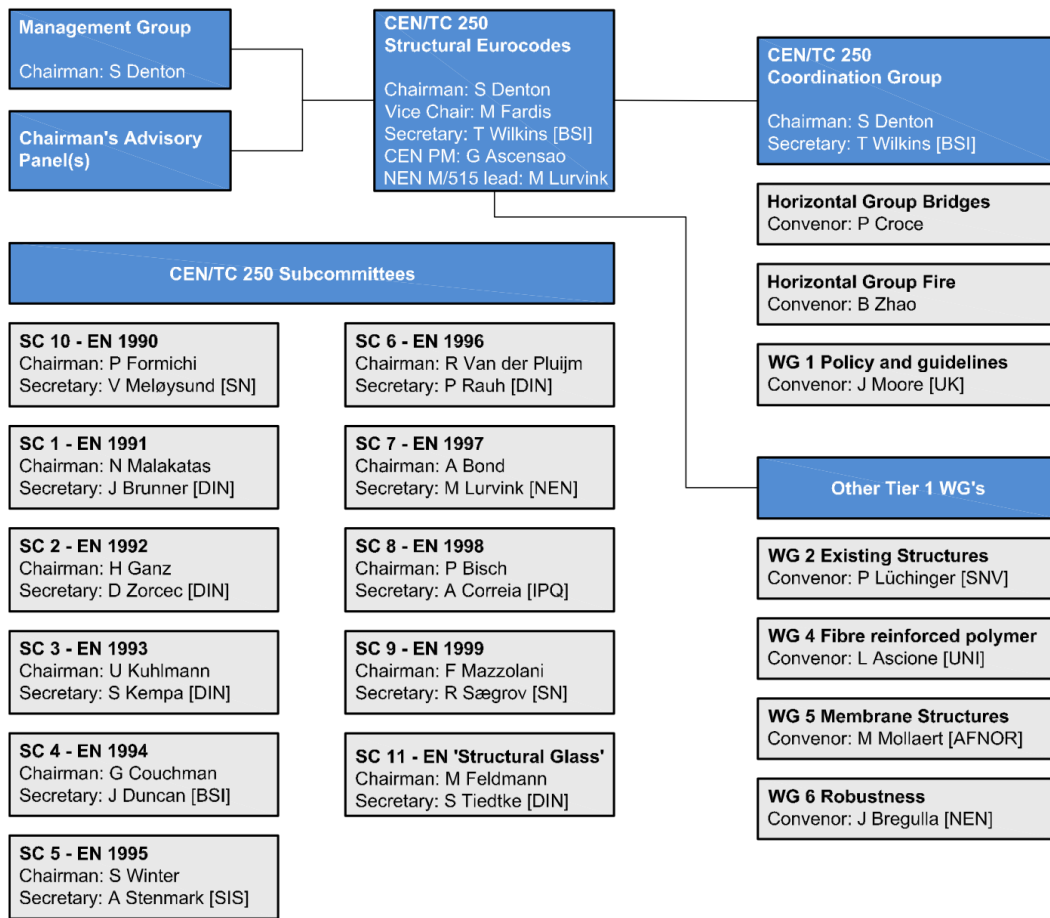 Management Group
Chairman: S Denton
Chairman's Advisory
Panel(s)
CEN/TC 250
Structural Eurocodes
Chairman: S Denton
Vice Chair: M Fardis
Secretary: T Wilkins [BSI]
CEN PM: G Ascensao
NEN M/515 lead: M Lurvink
CEN/TC 250
Coordination Group
Chairman: S Denton
Secretary: T Wilkins [BSI]
Horizontal Group Bridges
Convenor: P Croce
Horizontal Group Fire
Convenor: B Zhao
WG 1 Policy and guidelines
Convenor: J Moore [UK]
CEN/TC 250 Subcommittees
SC 10 - EN 1990
Chairman: P Formichi
Secretary: V Meløysund [SN]
SC 1 - EN 1991
Chairman: N Malakatas
Secretary: J Brunner [DIN]
SC 2 - EN 1992
Chairman: H Ganz
Secretary: D Zorcec [DIN]
SC 3 - EN 1993
Chairman: U Kuhlmann
Secretary: S Kempa [DIN]
SC 4 - EN 1994
Chairman: G Couchman
Secretary: J Duncan [BSI]
SC 5 - EN 1995
Chairman: S Winter
Secretary: A Stenmark [SIS]
SC 6 - EN 1996
Chairman: R Van der Pluijm
Secretary: P Rauh [DIN]
SC 7 - EN 1997
Chairman: A Bond
Secretary: M Lurvink [NEN]
SC 8 - EN 1998
Chairman: P Bisch
Secretary: A Correia [IPQ]
SC 9 - EN 1999
Chairman: F Mazzolani
Secretary: R Sægrov [SN]
SC 11 - EN 'Structural Glass'
Chairman: M Feldmann
Secretary: S Tiedtke [DIN]
Other Tier 1 WG's
WG 2 Existing Structures
Convenor: P Lüchinger [SNV]
WG 4 Fibre reinforced polymer
Convenor: L Ascione [UNI]
WG 5 Membrane Structures
Convenor: M Mollaert [AFNOR]
WG 6 Robustness
Convenor: J Bregulla [NEN]